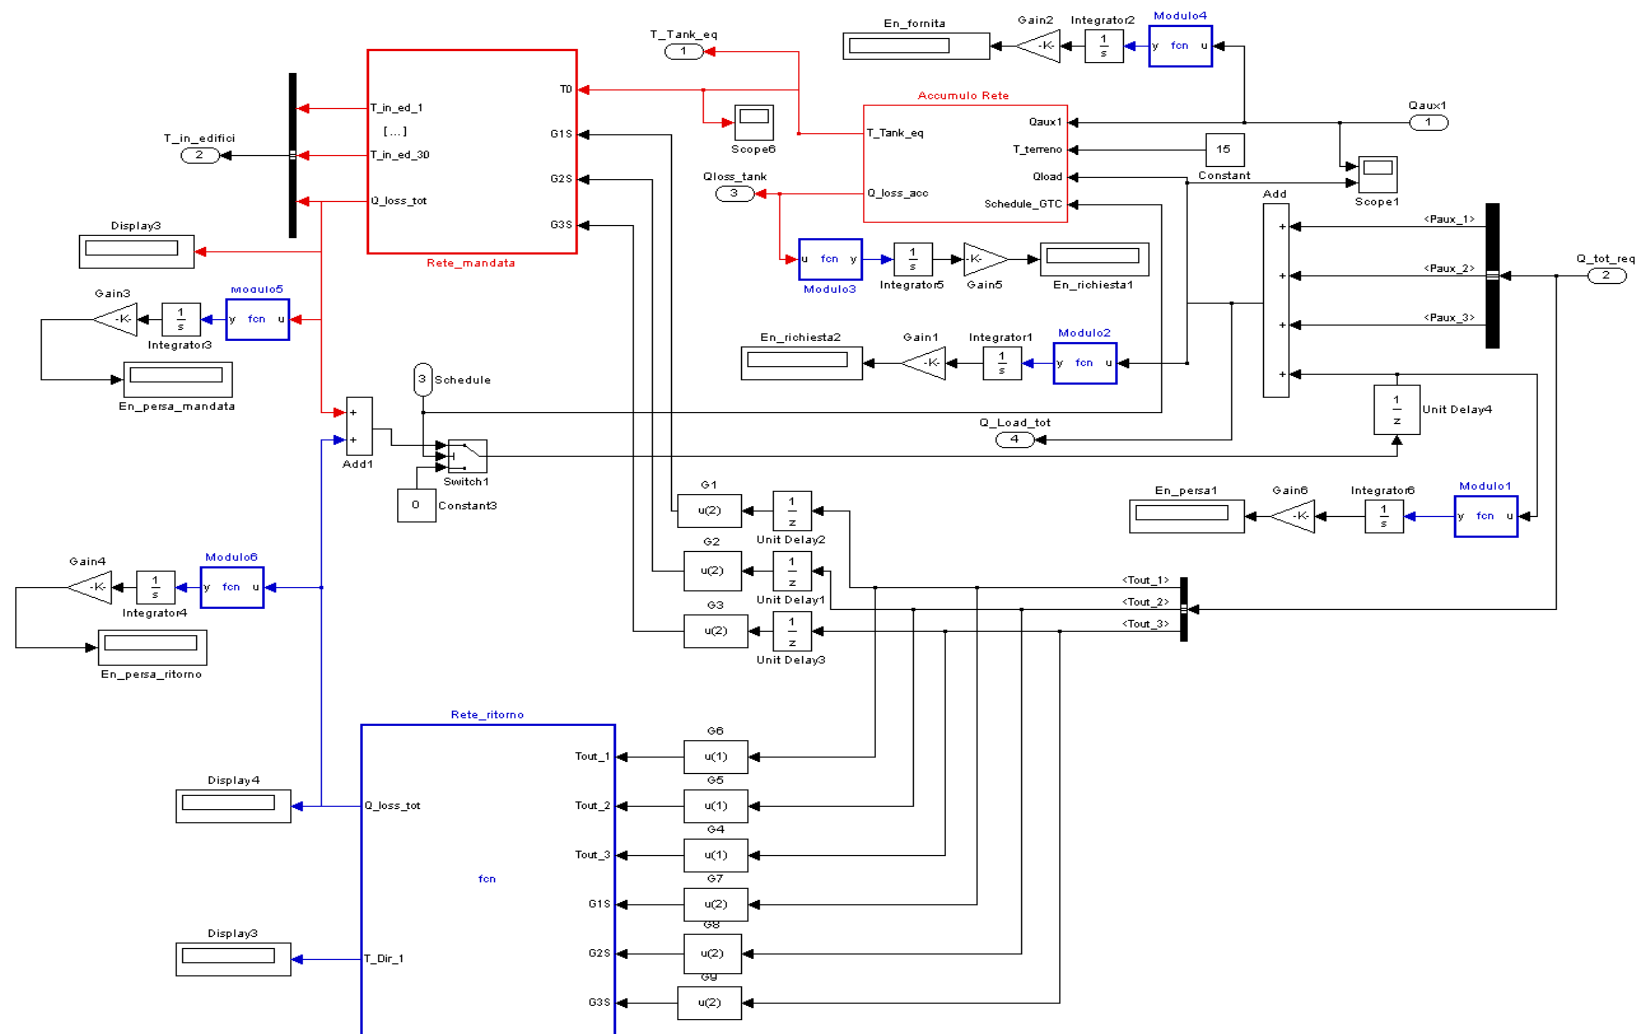 En_fornita
Gain2
Integrator2
Modulo4
-K-
1
s
y fcn u
T_Tank_eq
1
T0
T_in_ed_1
[...]
T_in_ed_30
Q_loss_tot
G1S
G2S
G3S
Rete_mandata
T_in_edifici
2
Scope6
Accumulo Rete
T_Tank_eq
Q_loss_acc
Qaux1
T_terreno
Qload
Schedule_GTC
Qaux1
1
15
Constant
Scope1
Qloss_tank
3
Add
+
+
+
+
<Paux_1>
<Paux_2>
<Paux_3>
Q_tot_req
2
Display3
u fcn y
Modulo3
1
s
Integrator5
-K-
Gain5
En_richiesta1
Gain3
Modulo5
-K-
1
s
y fcn u
Integrator3
En_persa_mandata
En_richiesta2
Gain1
Integrator1
Modulo2
-K-
1
s
y fcn u
3
Schedule
+
+
Add1
Switch1
0
Constant3
Q_Load_tot
4
1
z
Unit Delay4
En_persa1
Gain6
Integrator6
Modulo1
-K-
1
s
y fcn u
G1
u(2)
1
z
Unit Delay2
G2
u(2)
1
z
Unit Delay1
G3
u(2)
1
z
Unit Delay3
<Tout_1>
<Tout_2>
<Tout_3>
Gain4
Modulo6
-K-
1
s
y fcn u
Integrator4
En_persa_ritorno
Rete_ritorno
Q_loss_tot
T_Dir_1
fcn
Tout_1
Tout_2
Tout_3
G1S
G2S
G3S
Display4
Display3
G6
u(1)
G5
u(1)
G4
u(1)
G7
u(2)
G8
u(2)
G9
u(2)